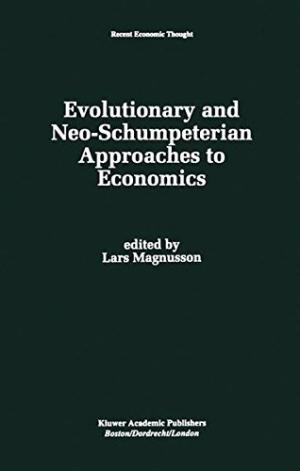 Recent Economic Thought
Evolutionary and
Neo-Schumpeterian
Approaches to
Economics
edited by
Lars Magnusson
Kluwer Academic Publishers
Boston/Dordrecht/London